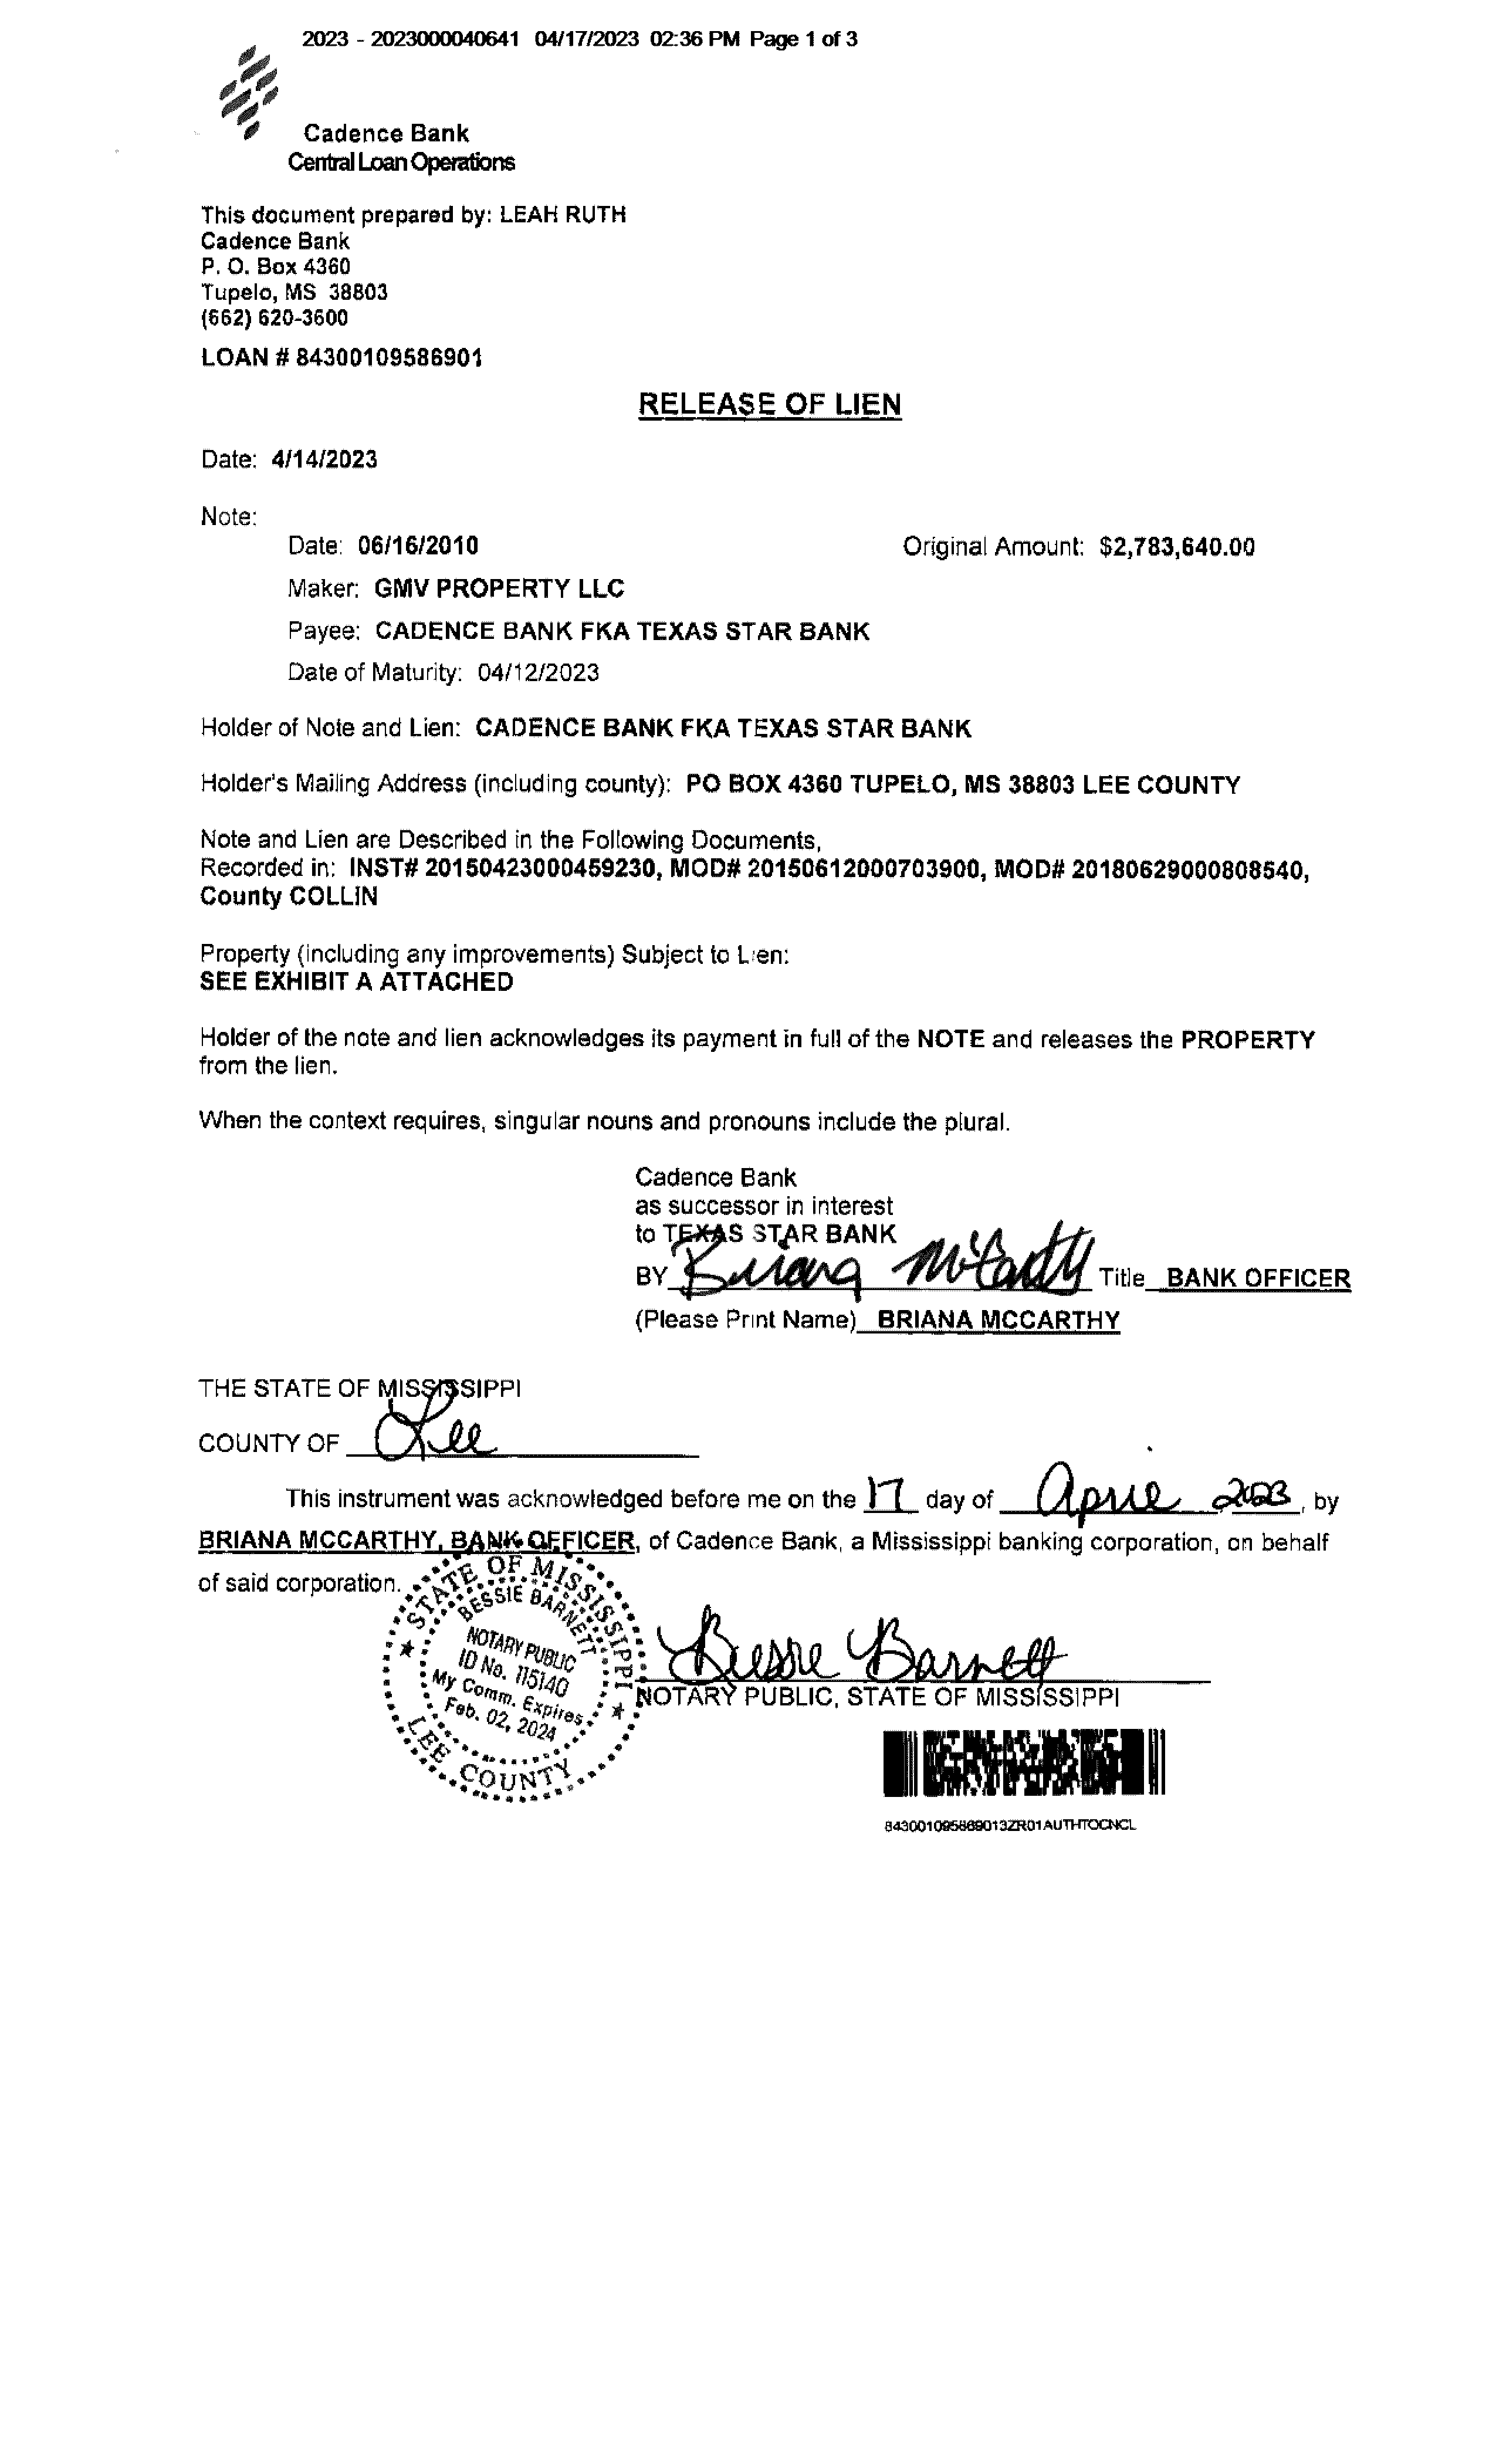 2023 - 2023000040641 04/17/2023 02:36 PM Page 1 of 3
Cadence Bank
Central Loan Operations
This document prepared by: LEAH RUTH
Cadence Bank
P. O. Box 4360
Tupelo, MS 38803
(662) 620-3600
LOAN # 84300109586901
RELEASE OF LIEN
Date: 4/14/2023
Note:
Date: 06/16/2010 Original Amount: $2,783,640.00
Maker: GMV PROPERTY LLC
Payee: CADENCE BANK FKA TEXAS STAR BANK
Date of Maturity: 04/12/2023
Holder of Note and Lien: CADENCE BANK FKA TEXAS STAR BANK
Holder's Mailing Address (including county): PO BOX 4360 TUPELO, MS 38803 LEE COUNTY
Note and Lien are Described in the Following Documents,
Recorded in: INST# 20150423000459230, MOD# 20150612000703900, MOD# 20180629000808540,
County COLLIN
Property (including any improvements) Subject to Lien:
SEE EXHIBIT A ATTACHED
Holder of the note and lien acknowledges its payment in full of the NOTE and releases the PROPERTY
from the lien.
When the context requires, singular nouns and pronouns include the plural.
Cadence Bank
as successor in interest
to TEXAS STAR BANK
BY Briana McCarthy Title BANK OFFICER
(Please Print Name) BRIANA MCCARTHY
THE STATE OF MISSISSIPPI
COUNTY OF Lee
This instrument was acknowledged before me on the 17 day of April, 2023, by
BRIANA MCCARTHY, BANK OFFICER, of Cadence Bank, a Mississippi banking corporation, on behalf
of said corporation.
STATE OF MISSISSIPPI
BESSIE BARNETT
NOTARY PUBLIC
ID No. 115140
My Comm. Expires
Feb. 02, 2024
LEE COUNTY
Bessie Barnett
NOTARY PUBLIC, STATE OF MISSISSIPPI
843001095869013ZR01AUTHTOCNCL